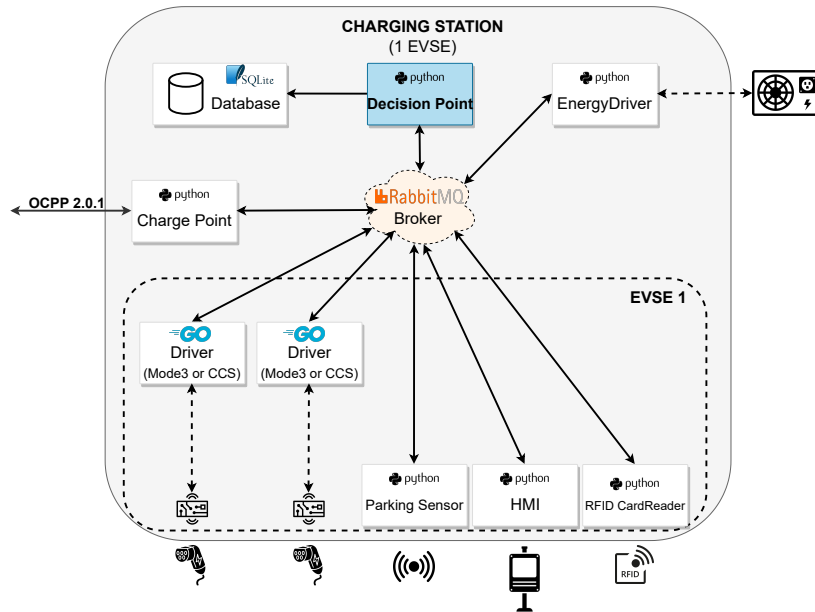 CHARGING STATION
(1 EVSE)
SQLite
Database
python
Decision Point
python
EnergyDriver
OCPP 2.0.1
python
Charge Point
RabbitMQ
Broker
EVSE 1
GO
Driver
(Mode3 or CCS)
GO
Driver
(Mode3 or CCS)
python
Parking Sensor
python
HMI
python
RFID CardReader
RFID